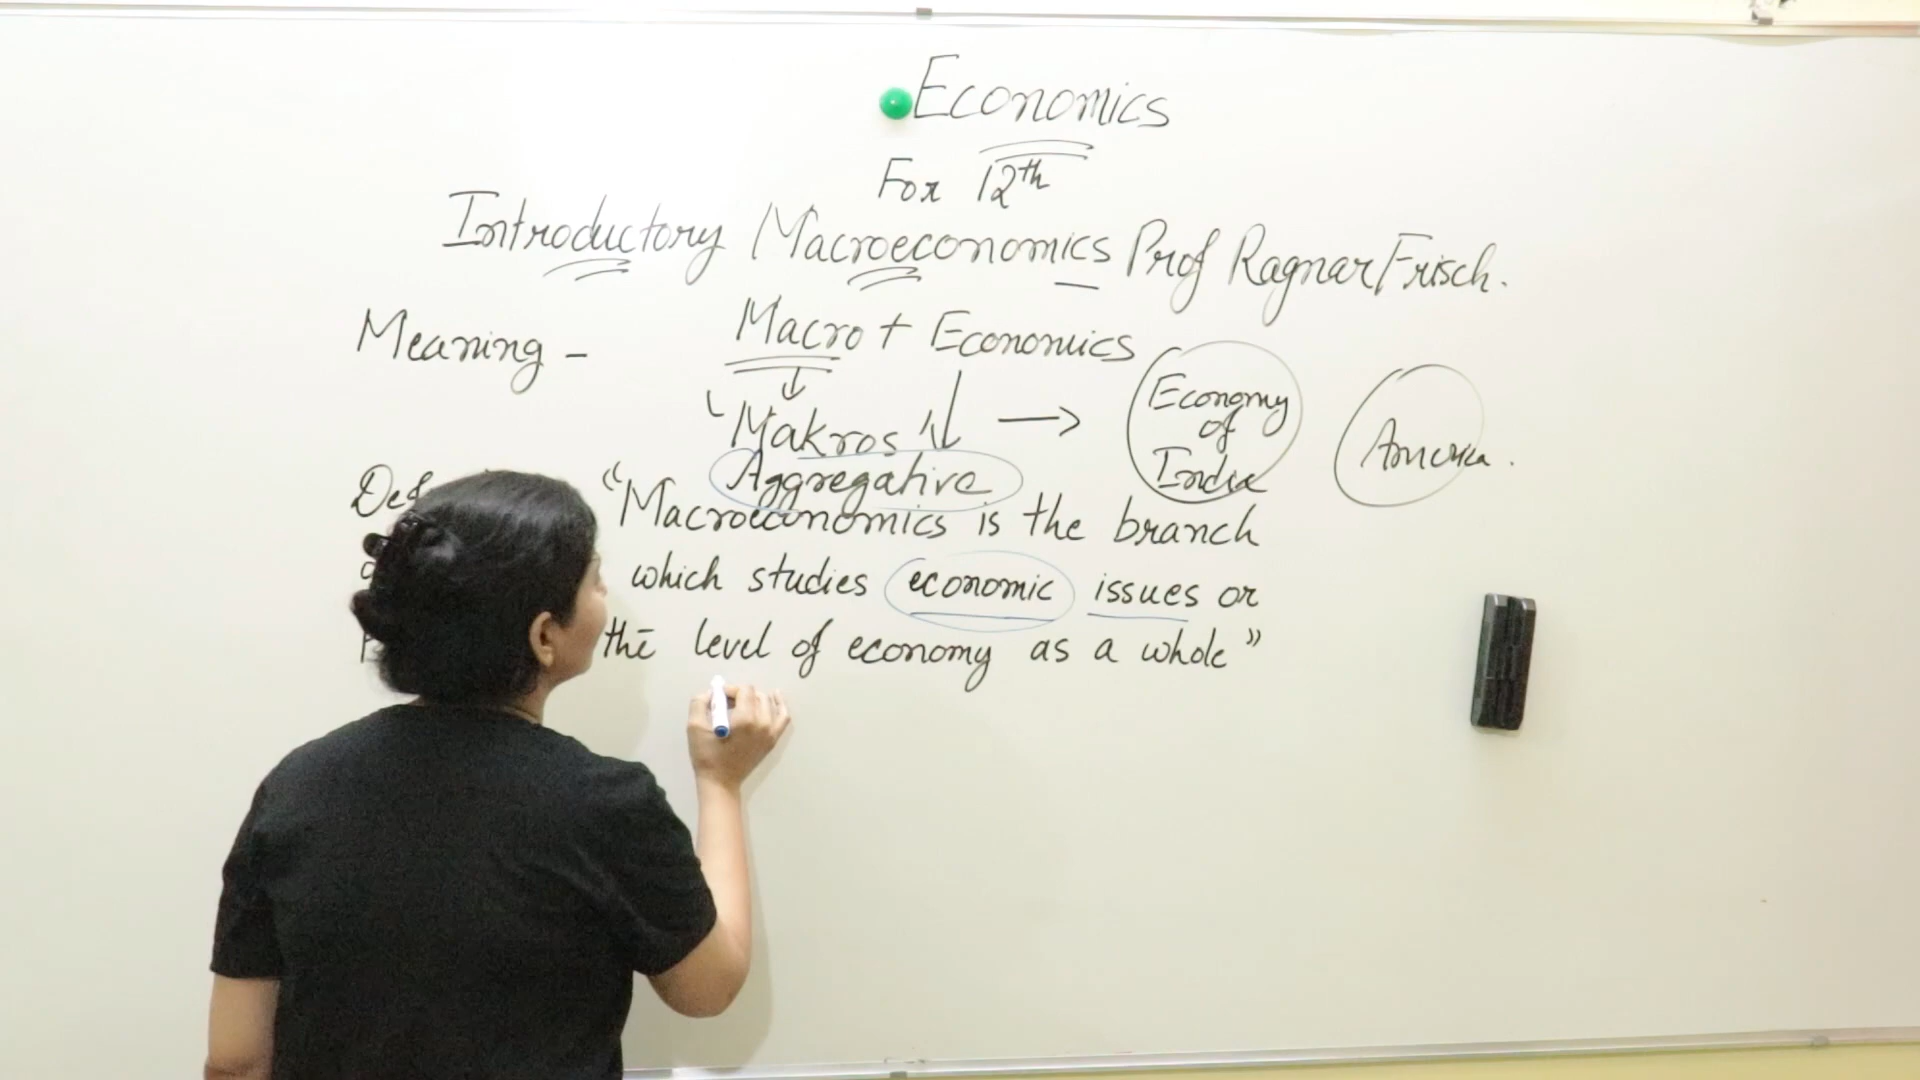 Economics
For 12th
Introductory Macroeconomics Prof Ragnar Frisch.
Meaning - Macro + Economics
Makros
Economy of India
America.
Aggregative
"Macroeconomics is the branch
which studies economic issues or
the level of economy as a whole"